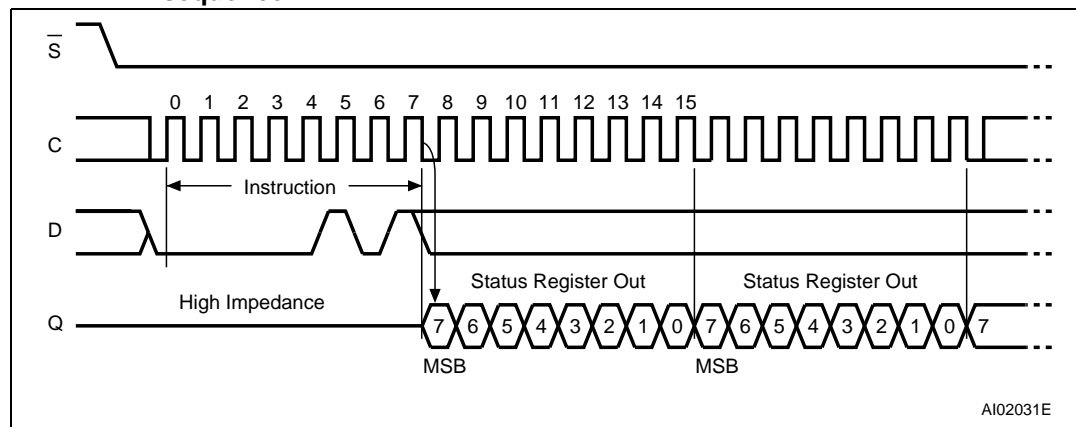 S
0 1 2 3 4 5 6 7 8 9 10 11 12 13 14 15
C
Instruction
D
Status Register Out Status Register Out
High Impedance
Q 7 6 5 4 3 2 1 0 7 6 5 4 3 2 1 0 7
MSB MSB
AI02031E